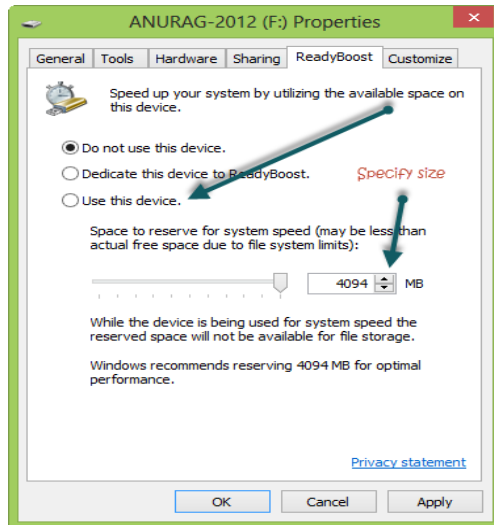 ANURAG-2012 (F:) Properties
General Tools Hardware Sharing ReadyBoost Customize
Speed up your system by utilizing the available space on
this device.
Do not use this device.
Dedicate this device to ReadyBoost.
Specify size
Use this device.
Space to reserve for system speed (may be less than
actual free space due to file system limits):
4094 MB
While the device is being used for system speed the
reserved space will not be available for file storage.
Windows recommends reserving 4094 MB for optimal
performance.
Privacy statement
OK Cancel Apply